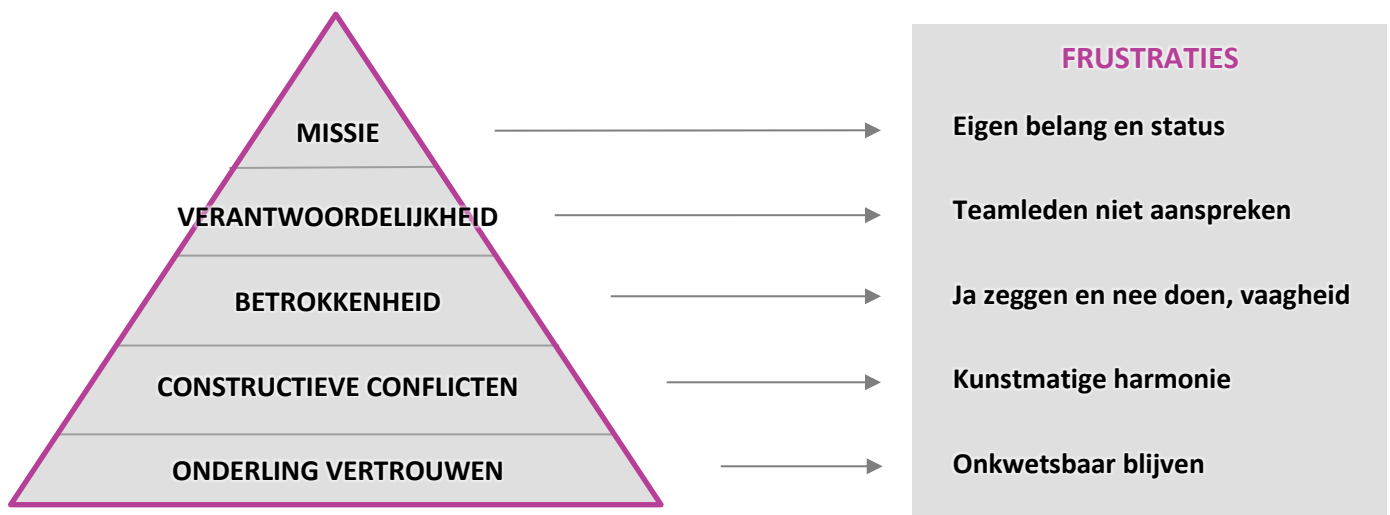 FRUSTRATIES
MISSIE
Eigen belang en status
VERANTWOORDELIJKHEID
Teamleden niet aanspreken
BETROKKENHEID
Ja zeggen en nee doen, vaagheid
CONSTRUCTIEVE CONFLICTEN
Kunstmatige harmonie
ONDERLING VERTROUWEN
Onkwetsbaar blijven